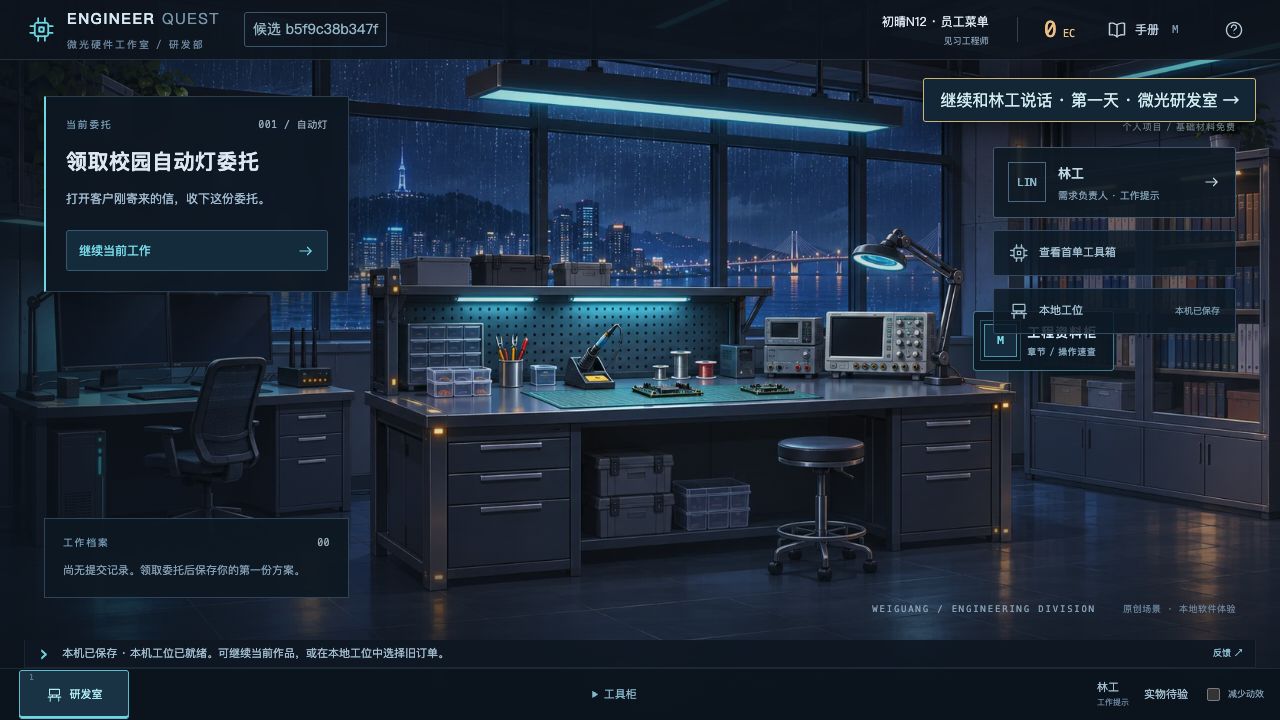 ENGINEER QUEST
微光硬件工作室 / 研发部
候选 b5f9c38b347f
初晴N12 · 员工菜单
见习工程师
0 EC
手册 M
继续和林工说话 · 第一天 · 微光研发室 →
个人项目 / 基础材料免费
当前委托
001 / 自动灯
领取校园自动灯委托
打开客户刚寄来的信，收下这份委托。
继续当前工作 →
LIN
林工
需求负责人 · 工作提示
→
查看首单工具箱
本地工位
本机已保存
M
工程资料柜
章节 / 操作速查
工作档案
00
尚无提交记录。领取委托后保存你的第一份方案。
WEIGUANG / ENGINEERING DIVISION
原创场景 · 本地软件体验
本机已保存 · 本机工位已就绪。可继续当前作品，或在本地工位中选择旧订单。
反馈 ↗
1
研发室
工具柜
林工
工作提示
实物待验
减少动效